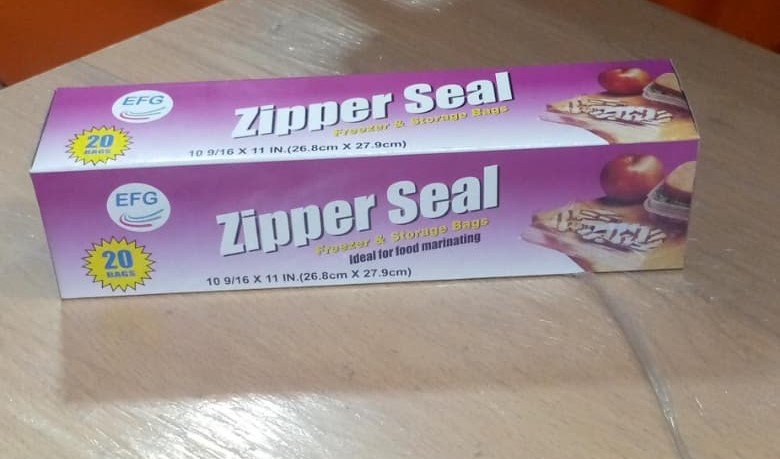 EFG
Zipper Seal
Freezer & Storage Bags
20
BAGS
10 9/16 X 11 IN.(26.8cm X 27.9cm)
EFG
Zipper Seal
Freezer & Storage Bags
Ideal for food marinating
20
BAGS
10 9/16 X 11 IN.(26.8cm X 27.9cm)